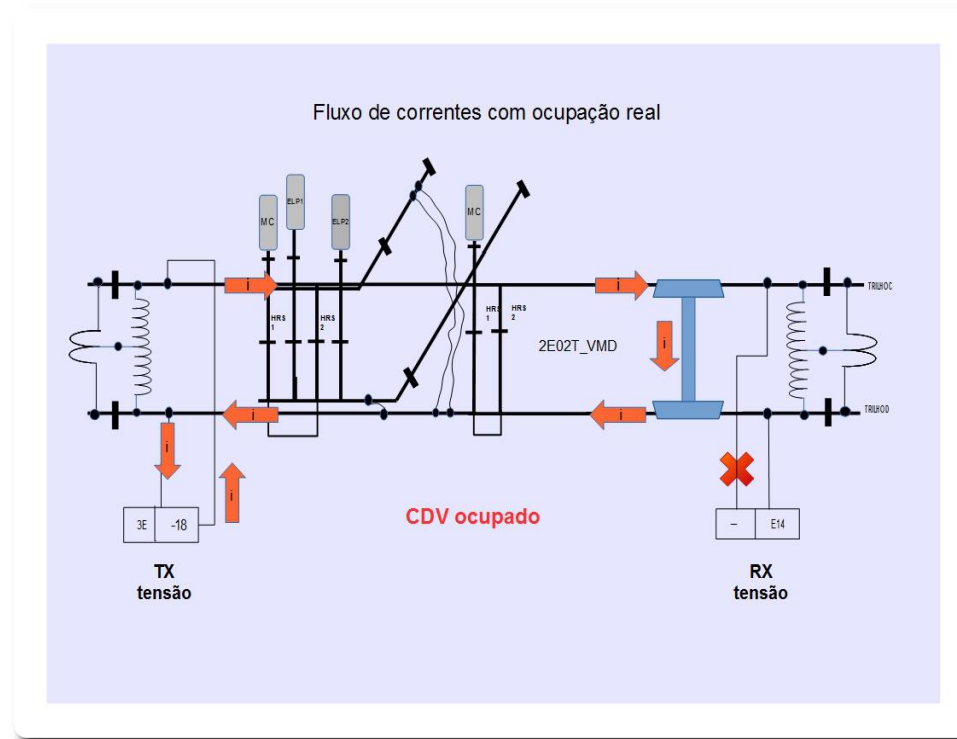 Fluxo de correntes com ocupação real
MC
ELP1
ELP2
MC
i
i
TRILHOC
HRS
1
HRS
2
HR
1
HRS
2
2E02T_VMD
i
i
i
TRILHOD
i
i
3E
-18
CDV ocupado
–
E14
TX
tensão
RX
tensão